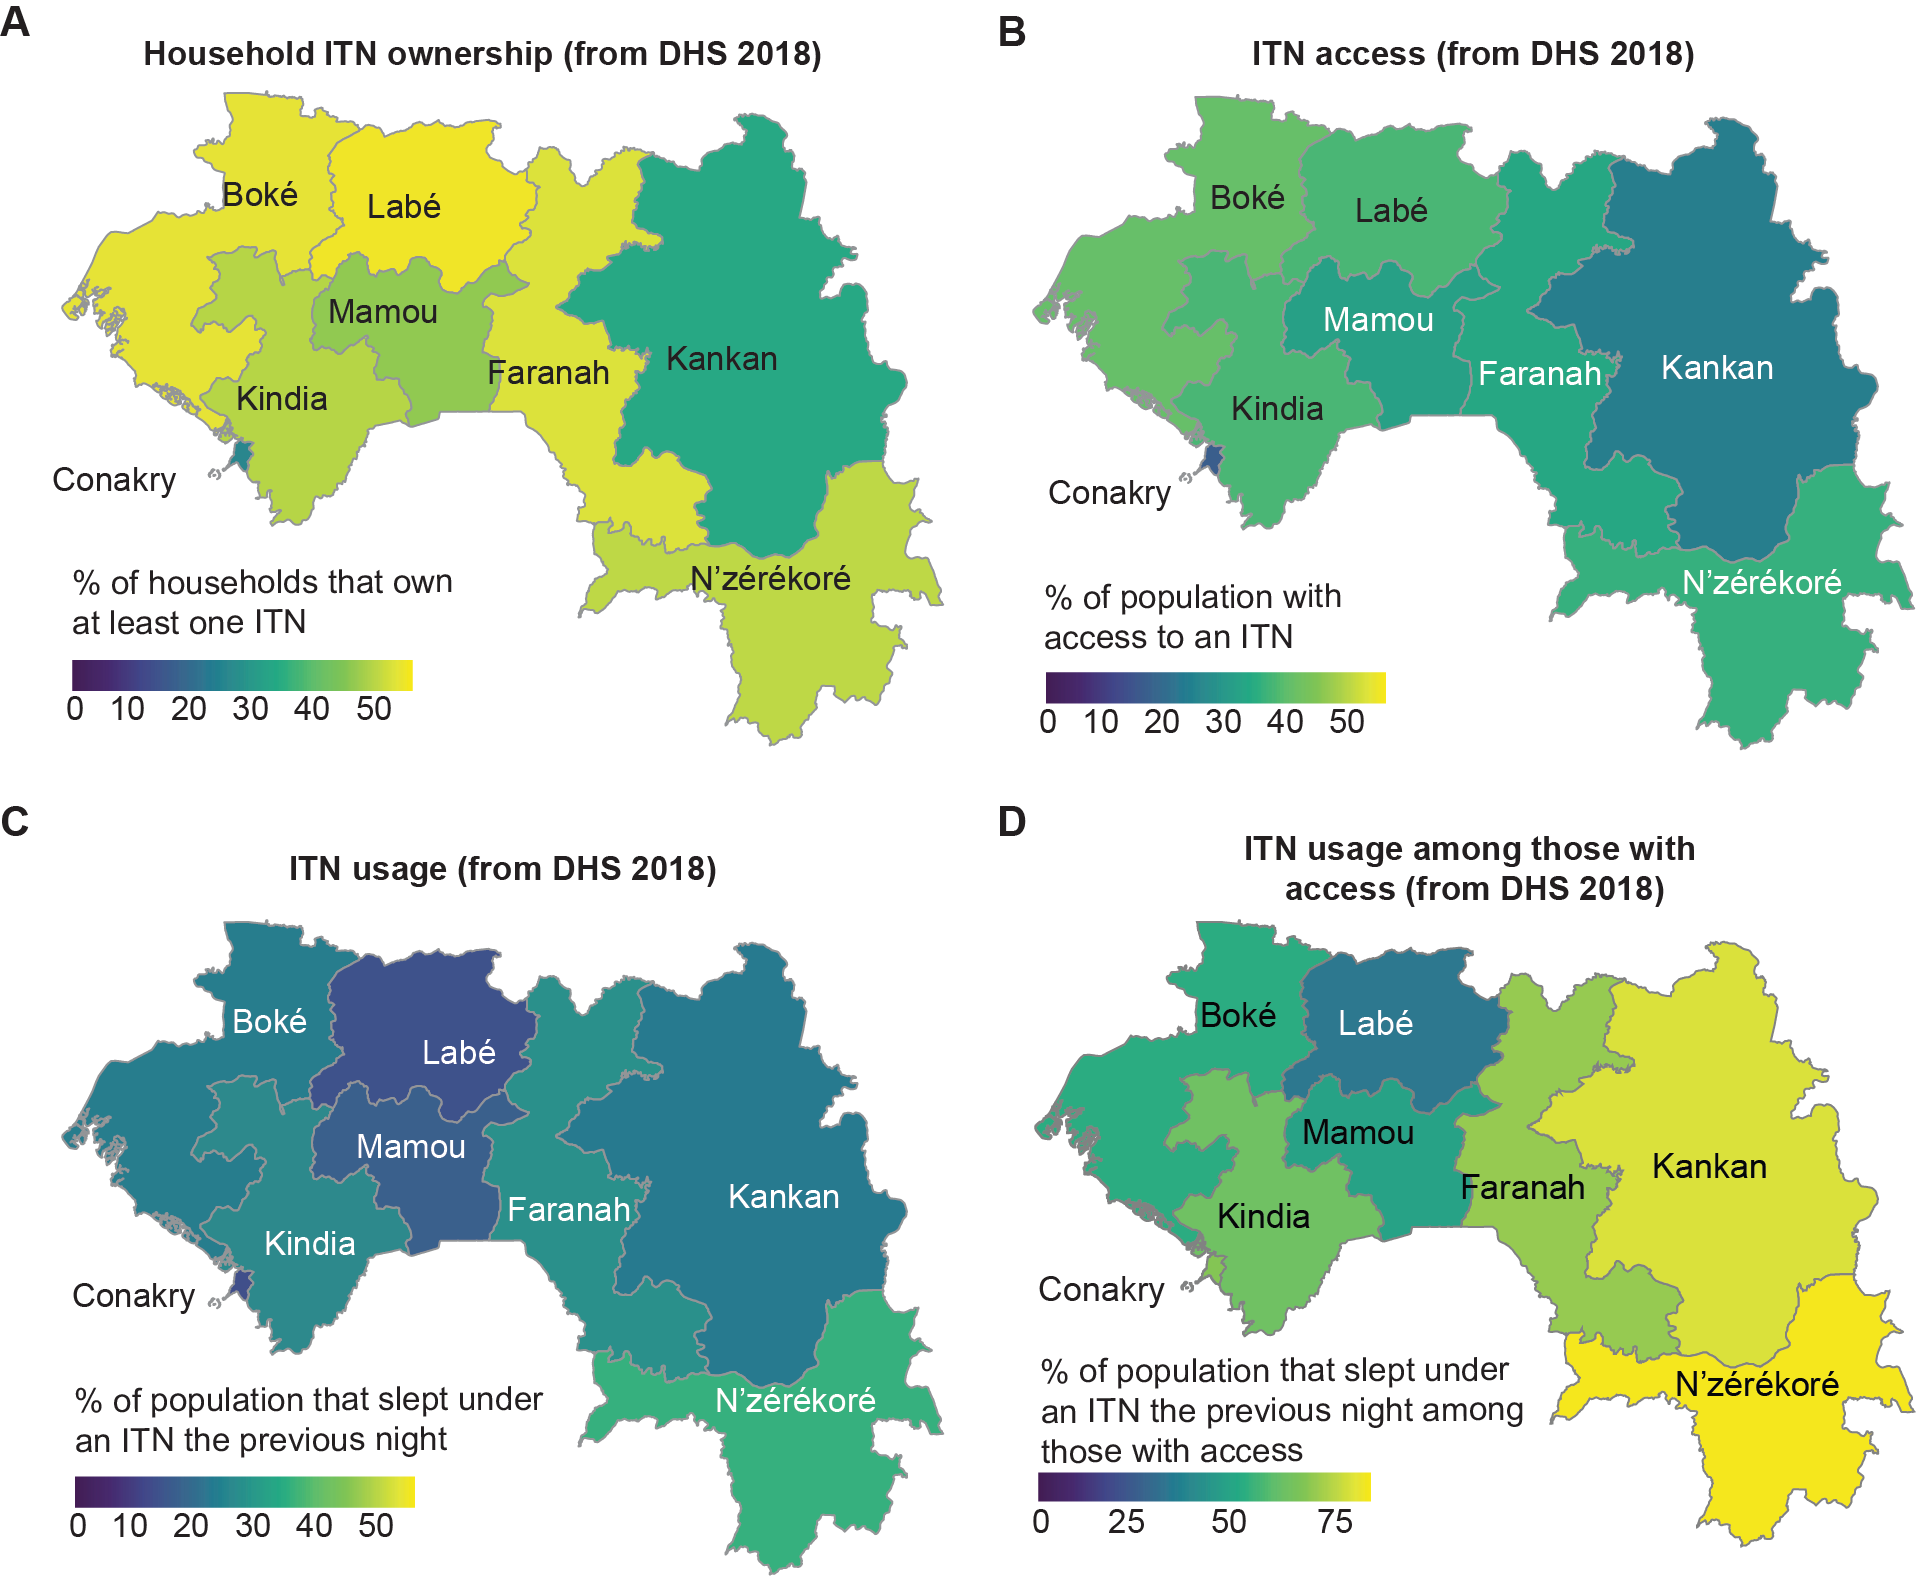 A
Household ITN ownership (from DHS 2018)
Boké
Labé
Mamou
Kankan
Faranah
Kindia
Conakry
N’zérékoré
% of households that own
at least one ITN
0 10 20 30 40 50
B
ITN access (from DHS 2018)
Boké
Labé
Mamou
Kankan
Faranah
Kindia
Conakry
N’zérékoré
% of population with
access to an ITN
0 10 20 30 40 50
C
ITN usage (from DHS 2018)
Boké
Labé
Mamou
Kankan
Faranah
Kindia
Conakry
N’zérékoré
% of population that slept under
an ITN the previous night
0 10 20 30 40 50
D
ITN usage among those with
access (from DHS 2018)
Boké
Labé
Mamou
Kankan
Faranah
Kindia
Conakry
N’zérékoré
% of population that slept under
an ITN the previous night among
those with access
0 25 50 75